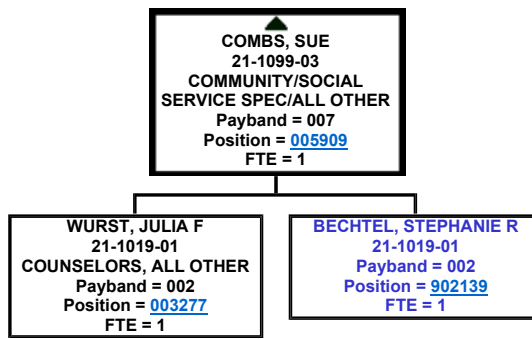 COMBS, SUE
21-1099-03
COMMUNITY/SOCIAL
SERVICE SPEC/ALL OTHER
Payband = 007
Position = 005909
FTE = 1
WURST, JULIA F
21-1019-01
COUNSELORS, ALL OTHER
Payband = 002
Position = 003277
FTE = 1
BECHTEL, STEPHANIE R
21-1019-01
Payband = 002
Position = 902139
FTE = 1